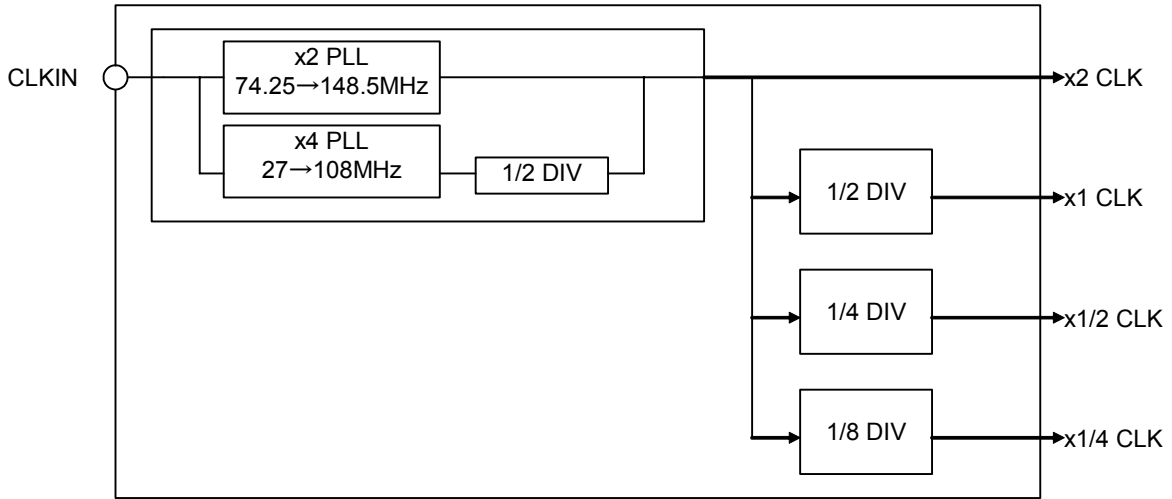 x2 PLL
74.25→148.5MHz
CLKIN
x2 CLK
x4 PLL
27→108MHz
1/2 DIV
1/2 DIV
x1 CLK
1/4 DIV
x1/2 CLK
1/8 DIV
x1/4 CLK